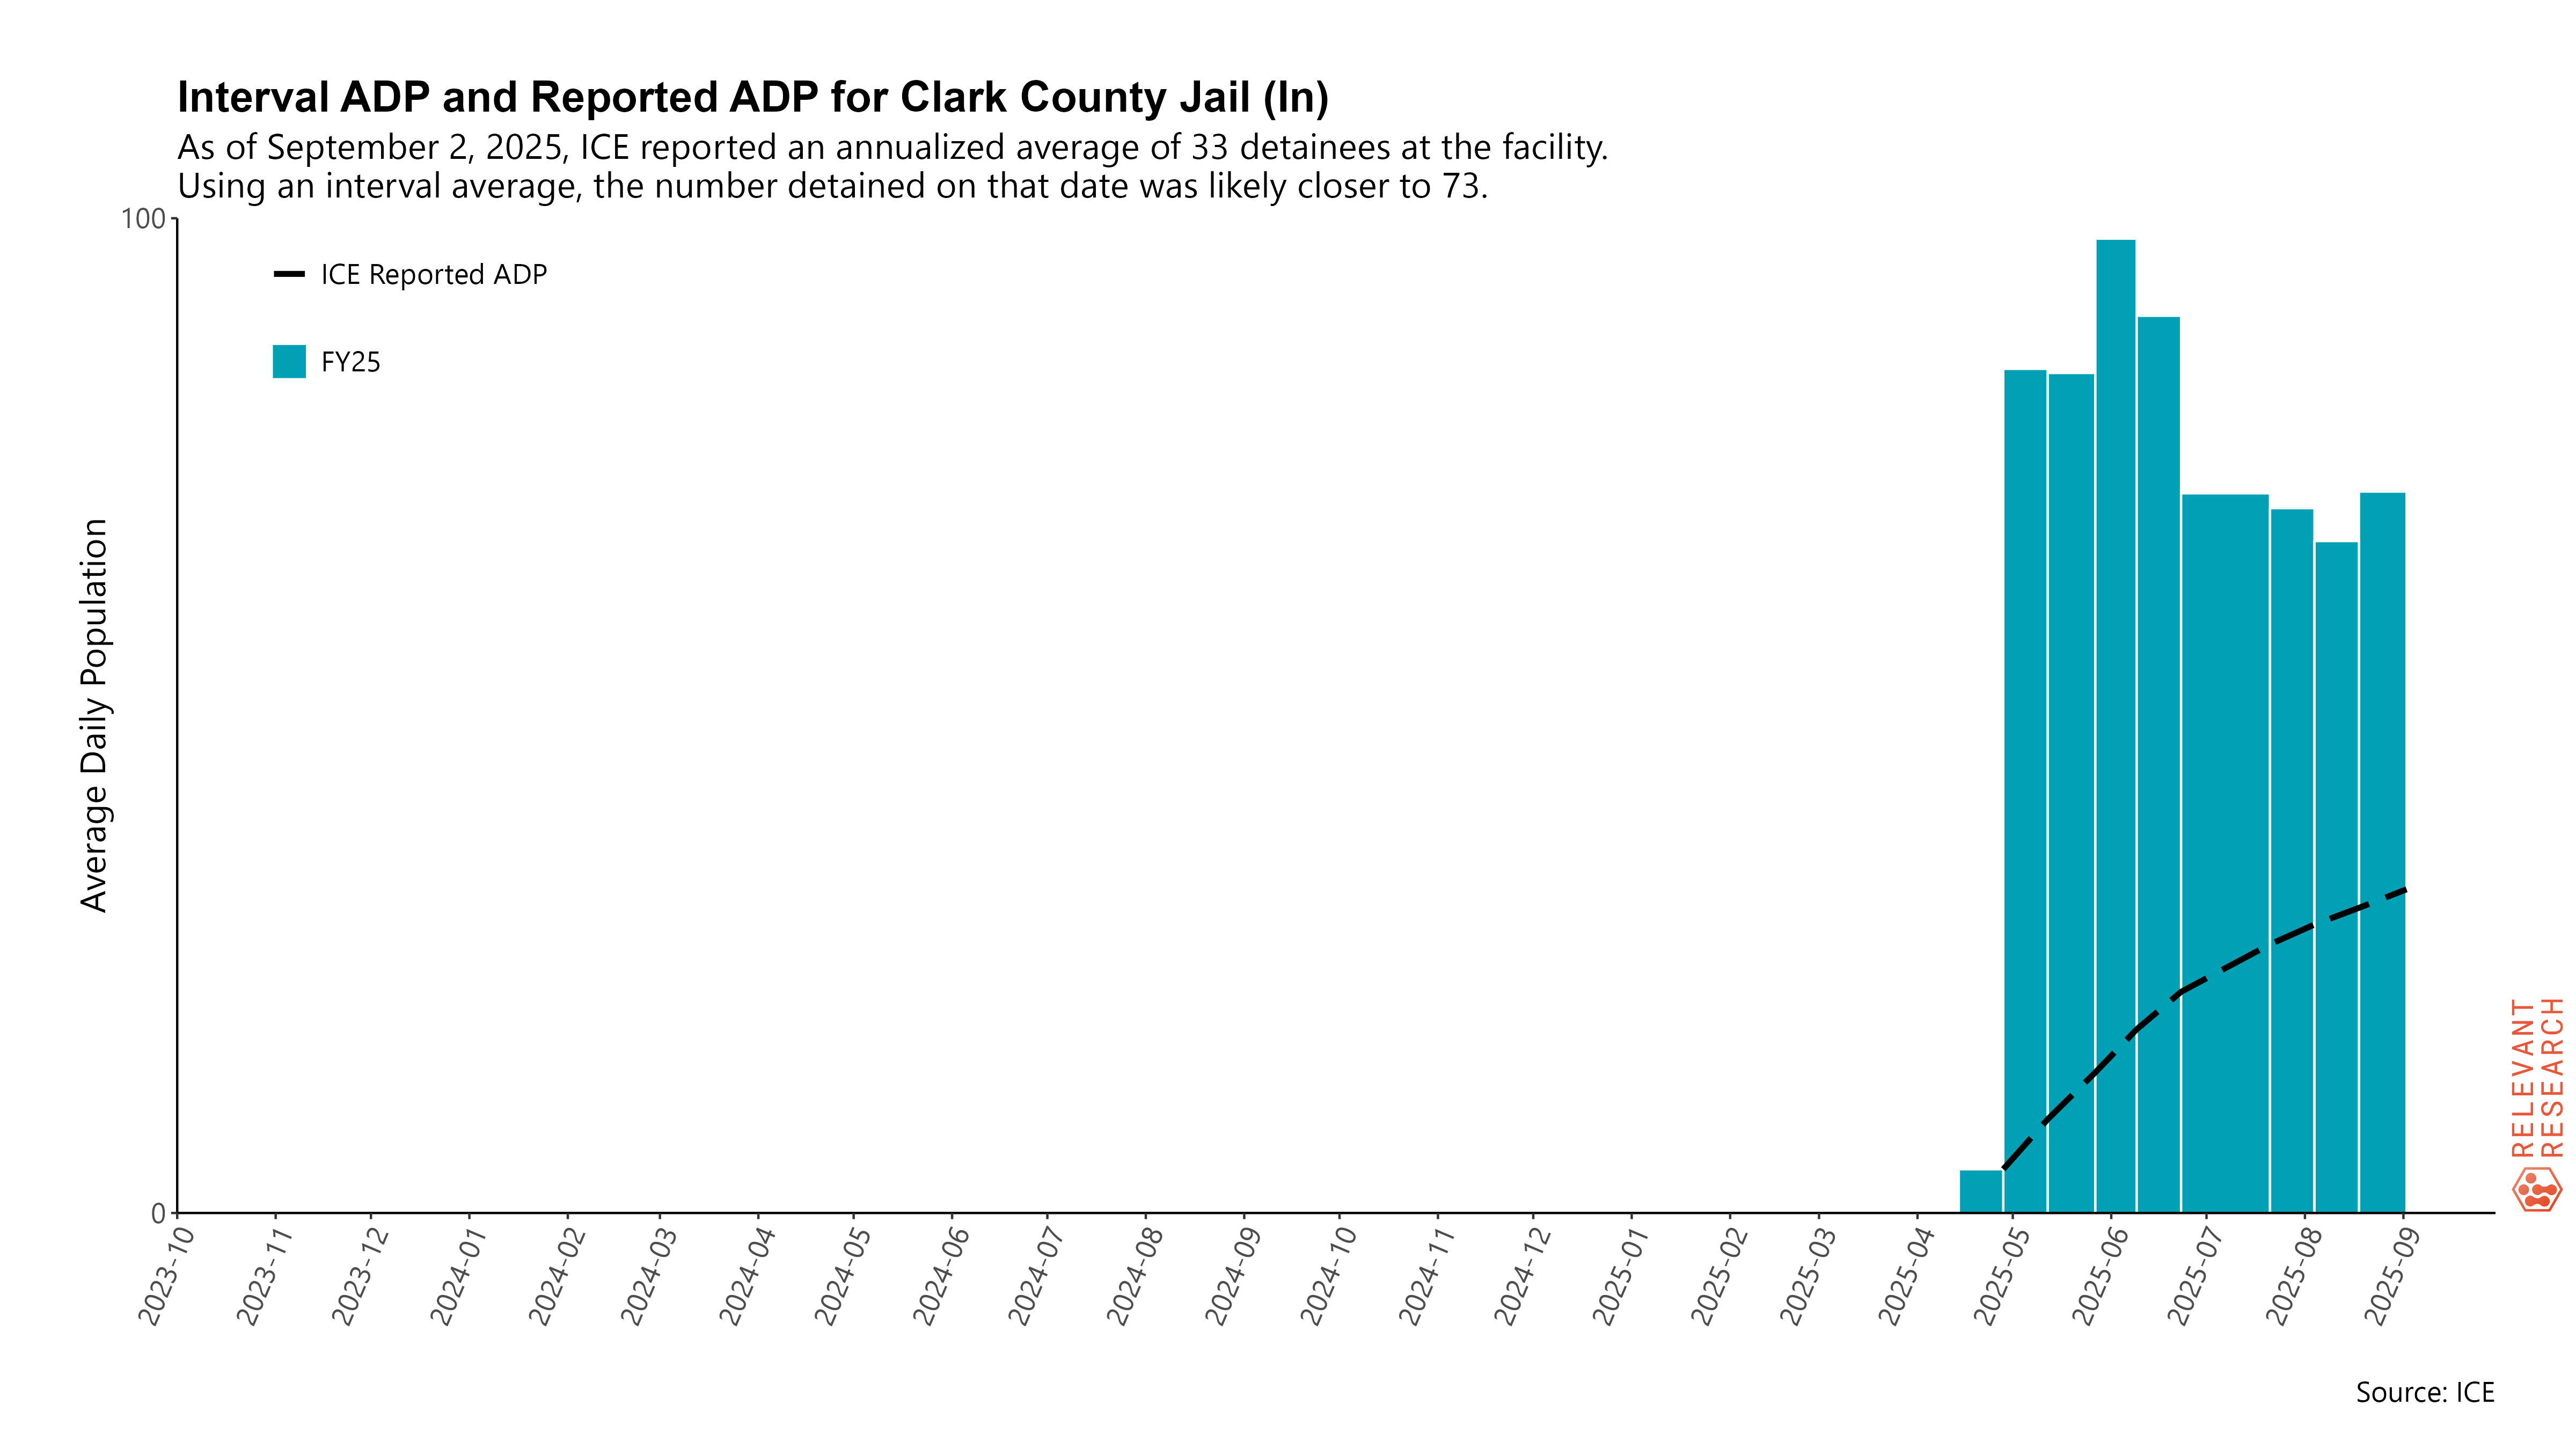 Interval ADP and Reported ADP for Clark County Jail (In)
As of September 2, 2025, ICE reported an annualized average of 33 detainees at the facility.
Using an interval average, the number detained on that date was likely closer to 73.
100
ICE Reported ADP
FY25
Average Daily Population
0
2023-10
2023-11
2023-12
2024-01
2024-02
2024-03
2024-04
2024-05
2024-06
2024-07
2024-08
2024-09
2024-10
2024-11
2024-12
2025-01
2025-02
2025-03
2025-04
2025-05
2025-06
2025-07
2025-08
2025-09
RELEVANT
RESEARCH
Source: ICE